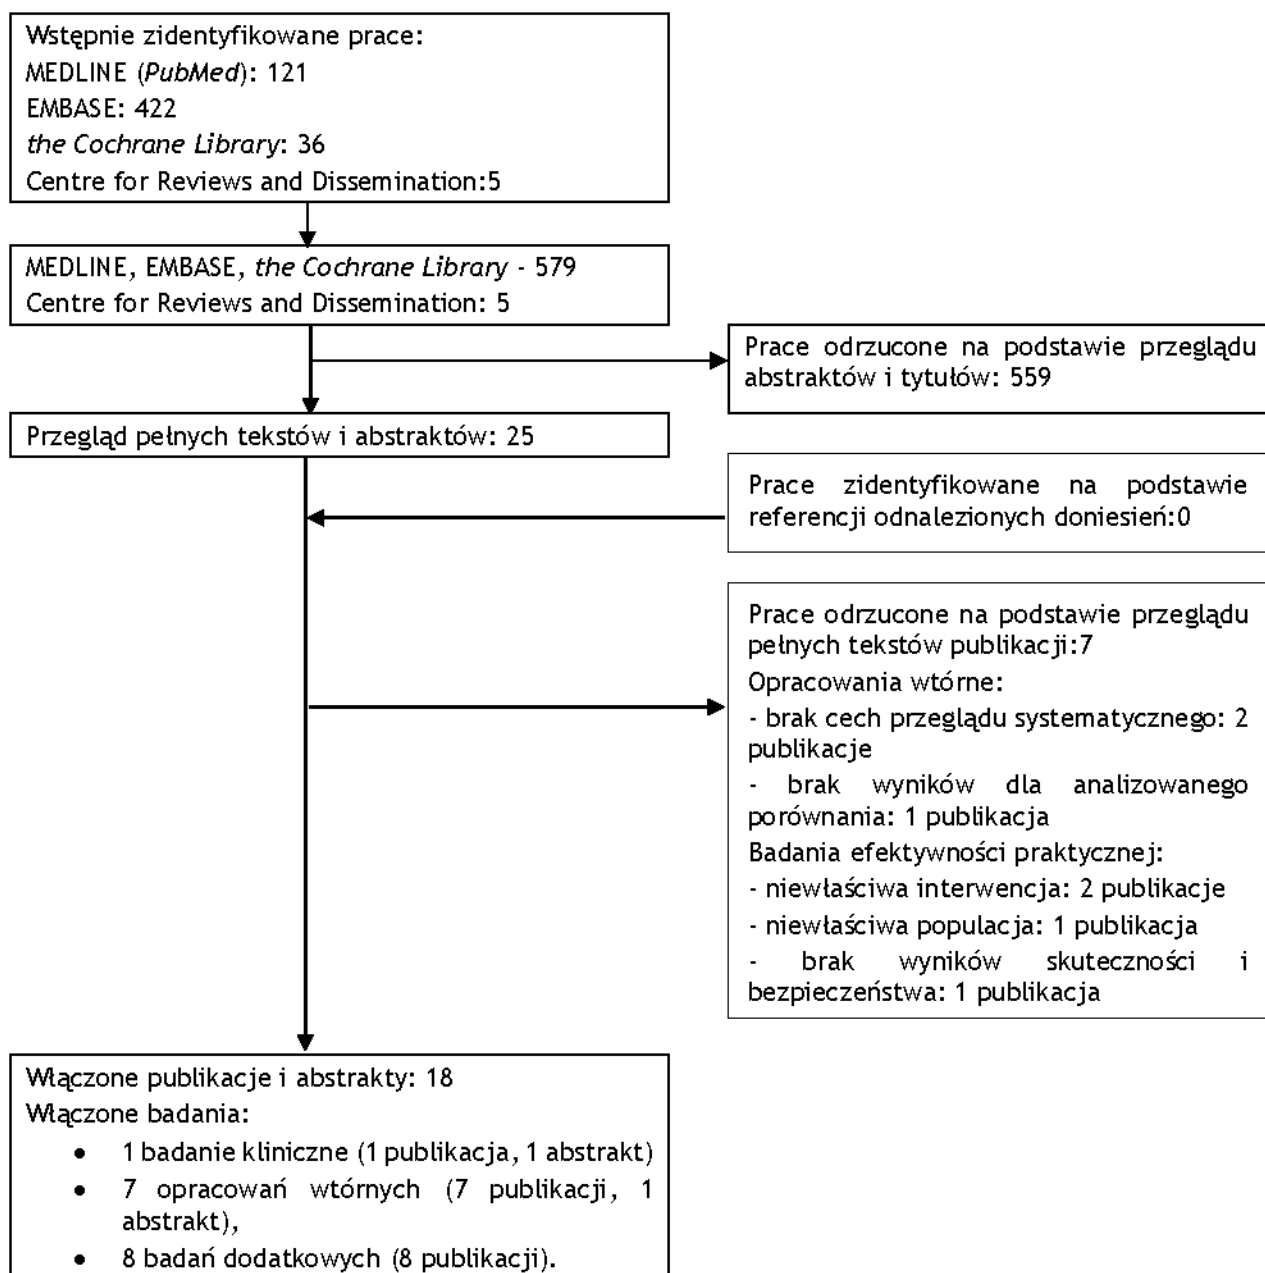 Wstępnie zidentyfikowane prace:
MEDLINE (PubMed): 121
EMBASE: 422
the Cochrane Library: 36
Centre for Reviews and Dissemination:5
MEDLINE, EMBASE, the Cochrane Library - 579
Centre for Reviews and Dissemination: 5
Prace odrzucone na podstawie przeglądu
abstraktów i tytułów: 559
Przegląd pełnych tekstów i abstraktów: 25
Prace zidentyfikowane na podstawie
referencji odnalezionych doniesień:0
Prace odrzucone na podstawie przeglądu
pełnych tekstów publikacji:7
Opracowania wtórne:
- brak cech przeglądu systematycznego: 2
publikacje
- brak wyników dla analizowanego
porównania: 1 publikacja
Badania efektywności praktycznej:
- niewłaściwa interwencja: 2 publikacje
- niewłaściwa populacja: 1 publikacja
- brak wyników skuteczności i
bezpieczeństwa: 1 publikacja
Włączone publikacje i abstrakty: 18
Włączone badania:
• 1 badanie kliniczne (1 publikacja, 1 abstrakt)
• 7 opracowań wtórnych (7 publikacji, 1
abstrakt),
• 8 badań dodatkowych (8 publikacji).